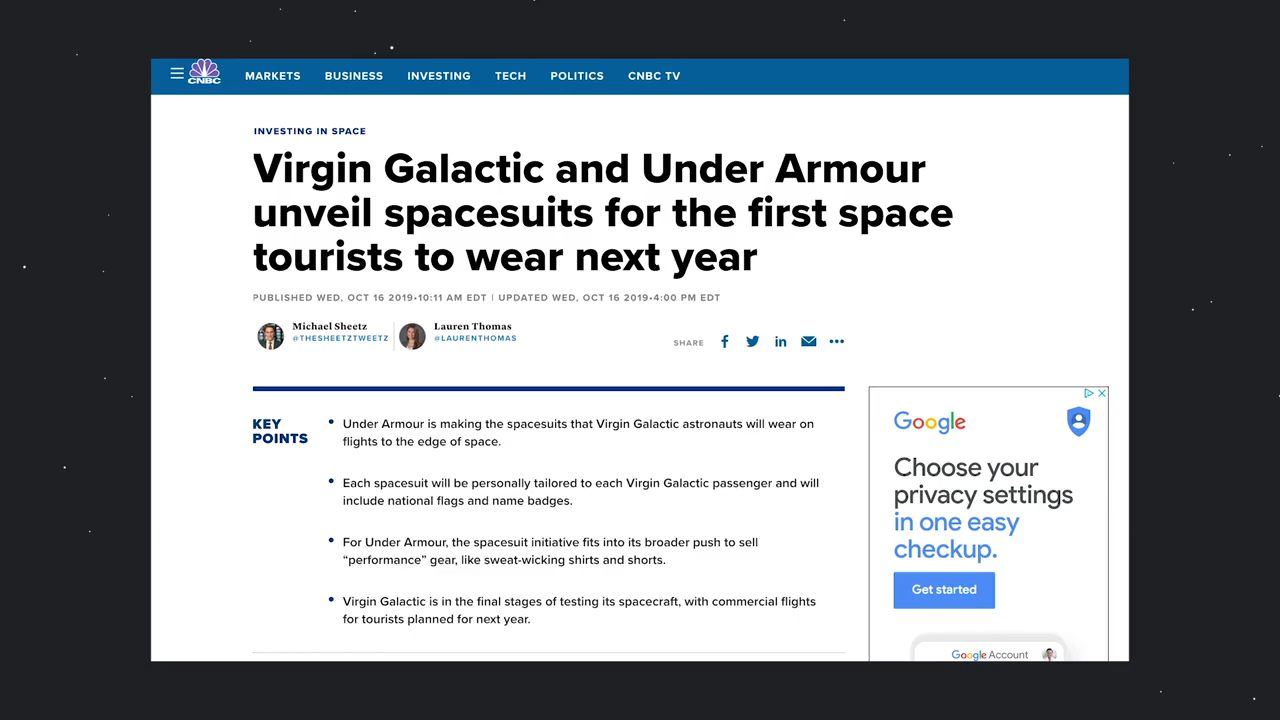 CNBC
MARKETS BUSINESS INVESTING TECH POLITICS CNBC TV
INVESTING IN SPACE
Virgin Galactic and Under Armour
unveil spacesuits for the first space
tourists to wear next year
PUBLISHED WED, OCT 16 2019•10:11 AM EDT | UPDATED WED, OCT 16 2019•4:00 PM EDT
Michael Sheetz
@THESHEETZTWEETZ
Lauren Thomas
@LAURENTHOMAS
SHARE
KEY
POINTS
• Under Armour is making the spacesuits that Virgin Galactic astronauts will wear on
flights to the edge of space.
• Each spacesuit will be personally tailored to each Virgin Galactic passenger and will
include national flags and name badges.
• For Under Armour, the spacesuit initiative fits into its broader push to sell
“performance” gear, like sweat-wicking shirts and shorts.
• Virgin Galactic is in the final stages of testing its spacecraft, with commercial flights
for tourists planned for next year.
Google
Choose your
privacy settings
in one easy
checkup.
Get started
Google Account